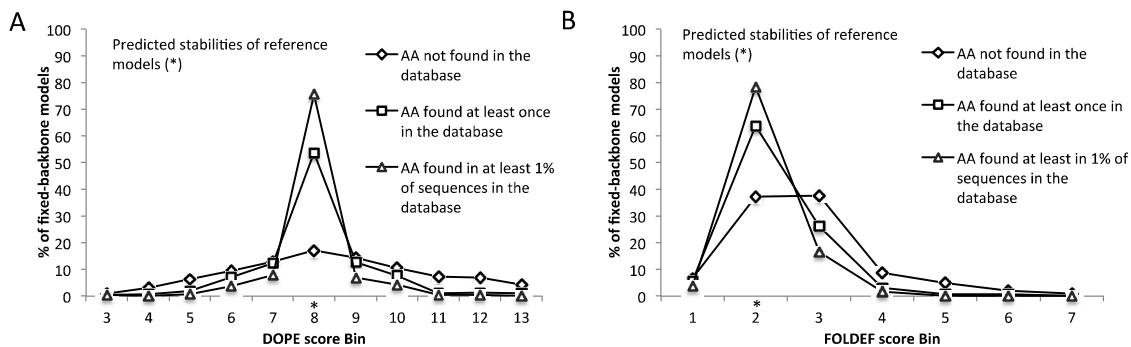 A
Predicted stabilities of reference
models (*)
AA not found in the
database
AA found at least once
in the database
AA found in at least 1%
of sequences in the
database
% of fixed-backbone models
100
90
80
70
60
50
40
30
20
10
0
3 4 5 6 7 8 9 10 11 12 13
*
DOPE score Bin
B
Predicted stabilities of reference
models (*)
AA not found in the
database
AA found at least once in
the database
AA found at least in 1% of
sequences in the
database
% of fixed-backbone models
100
90
80
70
60
50
40
30
20
10
0
1 2 3 4 5 6 7
*
FOLDEF score Bin